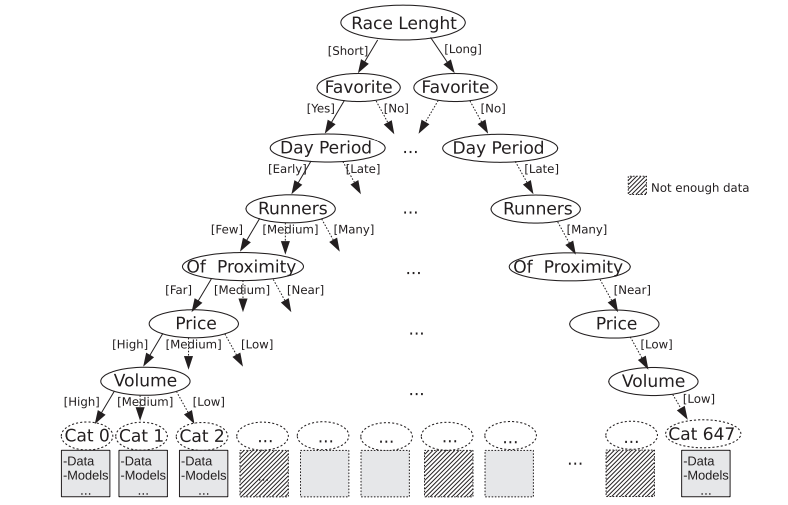 Race Lenght
[Short] [Long]
Favorite Favorite
[Yes] [No] [No]
Day Period ... Day Period
[Early] [Late] [Late]
Not enough data
Runners ... Runners
[Few] [Medium] [Many] [Many]
Of Proximity ... Of Proximity
[Far] [Medium] [Near] [Near]
Price ... Price
[High] [Medium] [Low] [Low]
Volume ... Volume
[High] [Medium] [Low] [Low]
Cat 0 Cat 1 Cat 2 ... ... ... ... ... ... Cat 647
-Data -Data -Data -Data
-Models -Models -Models ... ... -Models
... ... ... ...